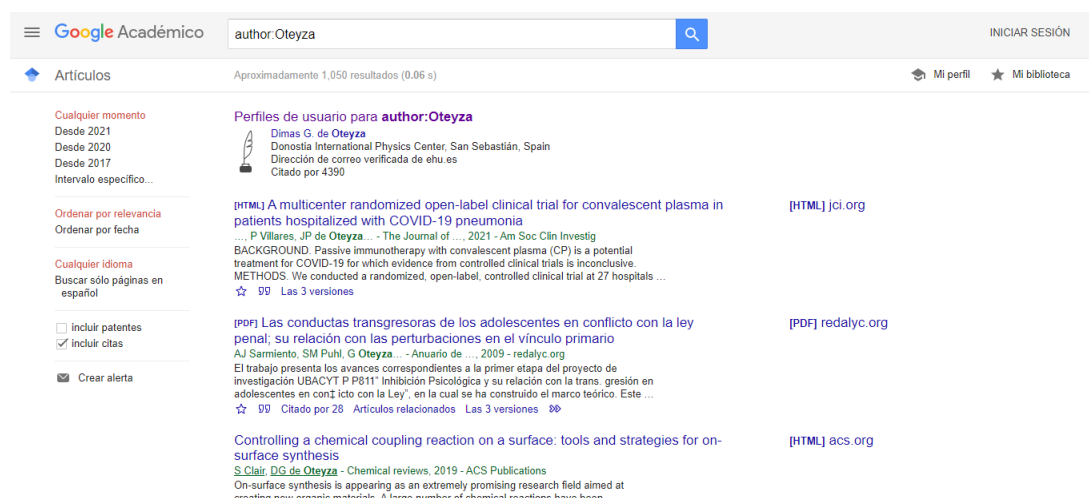 Google Académico
author:Oteyza
INICIAR SESIÓN
Artículos
Aproximadamente 1,050 resultados (0.06 s)
Mi perfil
Mi biblioteca
Cualquier momento
Desde 2021
Desde 2020
Desde 2017
Intervalo específico...
Ordenar por relevancia
Ordenar por fecha
Cualquier idioma
Buscar sólo páginas en
español
incluir patentes
incluir citas
Crear alerta
Perfiles de usuario para author:Oteyza
Dimas G. de Oteyza
Donostia International Physics Center, San Sebastián, Spain
Dirección de correo verificada de ehu.es
Citado por 4390
[HTML] A multicenter randomized open-label clinical trial for convalescent plasma in
patients hospitalized with COVID-19 pneumonia
[HTML] jci.org
..., P Villares, JP de Oteyza... - The Journal of ..., 2021 - Am Soc Clin Investig
BACKGROUND. Passive immunotherapy with convalescent plasma (CP) is a potential
treatment for COVID-19 for which evidence from controlled clinical trials is inconclusive.
METHODS. We conducted a randomized, open-label, controlled clinical trial at 27 hospitals ...
Las 3 versiones
[PDF] Las conductas transgresoras de los adolescentes en conflicto con la ley
penal; su relación con las perturbaciones en el vínculo primario
[PDF] redalyc.org
AJ Sarmiento, SM Puhl, G Oteyza... - Anuario de ..., 2009 - redalyc.org
El trabajo presenta los avances correspondientes a la primer etapa del proyecto de
investigación UBACYT P P811" Inhibición Psicológica y su relación con la trans. gresión en
adolescentes en con‡ icto con la Ley", en la cual se ha construido el marco teórico. Este ...
Citado por 28 Artículos relacionados Las 3 versiones
Controlling a chemical coupling reaction on a surface: tools and strategies for on-
surface synthesis
[HTML] acs.org
S Clair, DG de Oteyza - Chemical reviews, 2019 - ACS Publications
On-surface synthesis is appearing as an extremely promising research field aimed at
creating new organic materials. A large number of chemical reactions have been